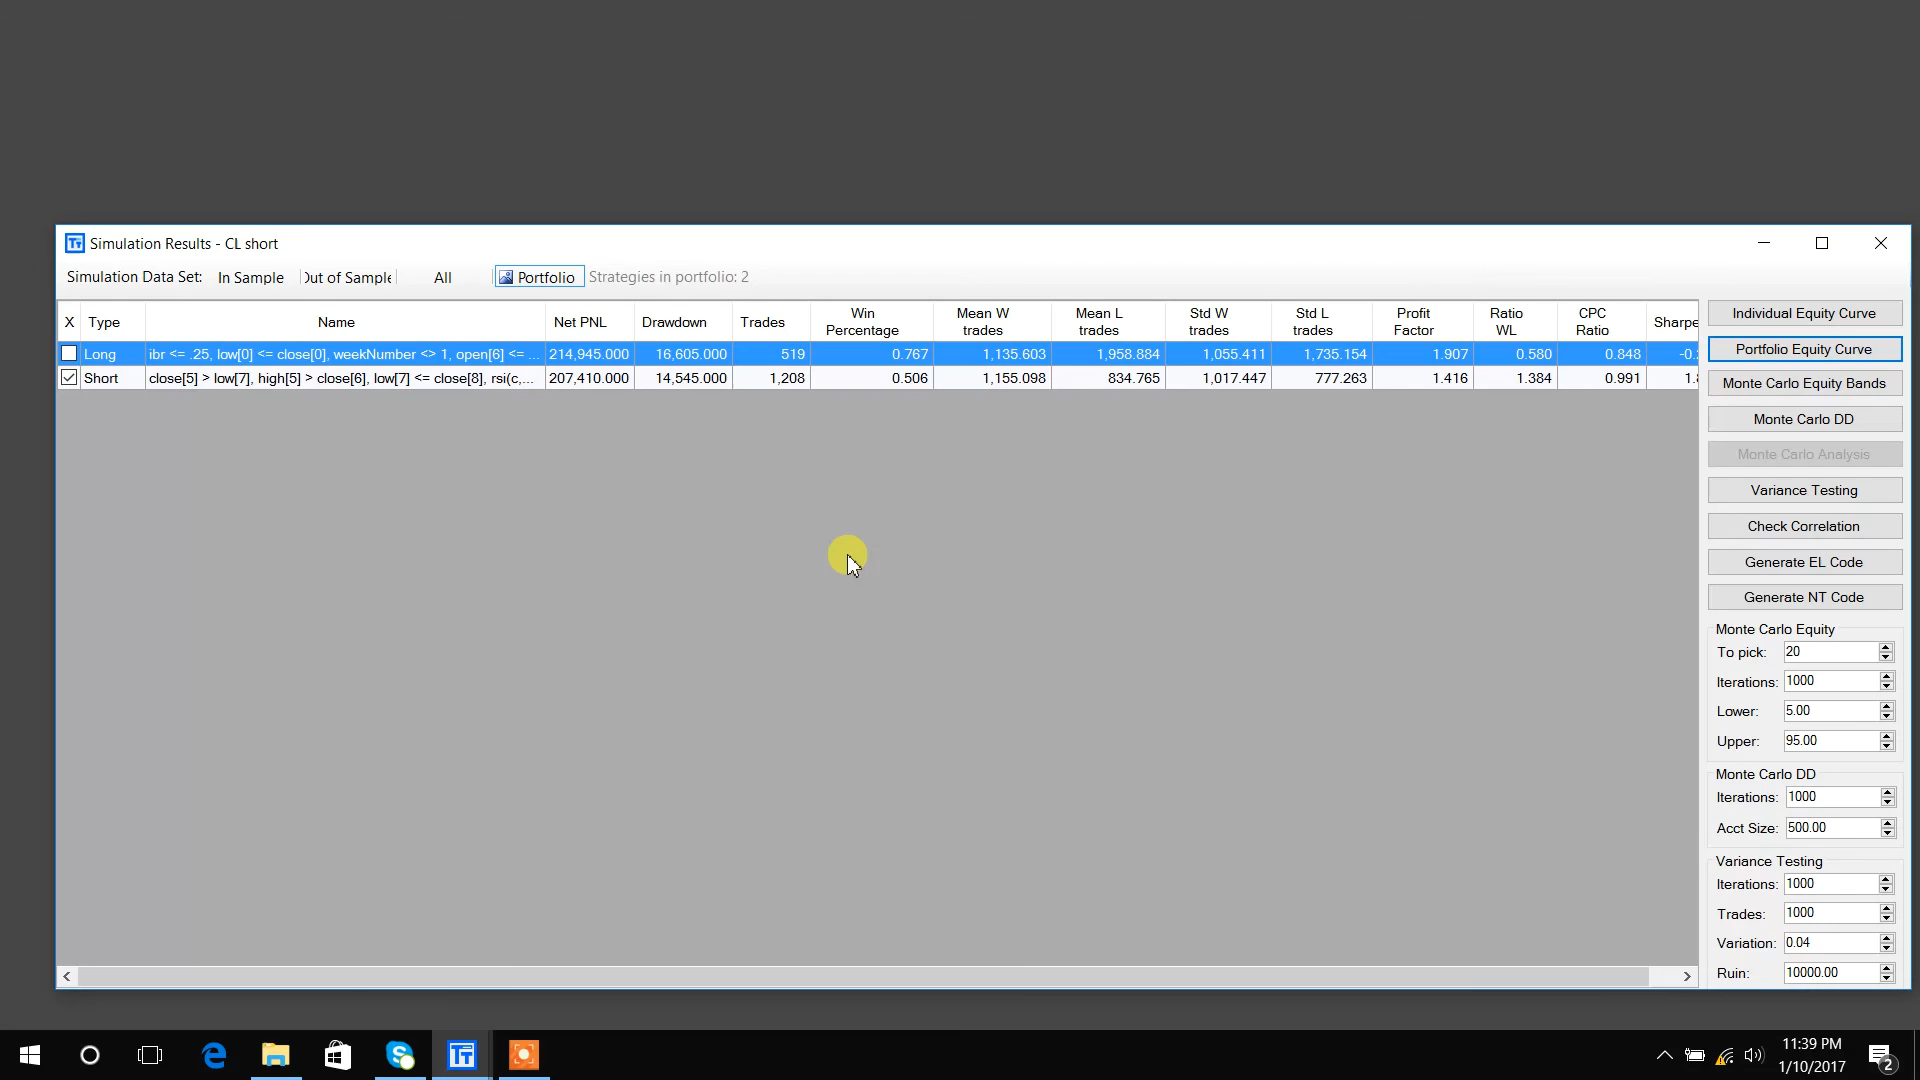 Simulation Results - CL short
Simulation Data Set: In Sample Out of Sample All Portfolio Strategies in portfolio: 2
X Type Name Net PNL Drawdown Trades Win Percentage Mean W trades Mean L trades Std W trades Std L trades Profit Factor Ratio WL CPC Ratio Sharpe
Long ibr <= .25, low[0] <= close[0], weekNumber <> 1, open[6] <= ... 214,945.000 16,605.000 519 0.767 1,135.603 1,958.884 1,055.411 1,735.154 1.907 0.580 0.848
Short close[5] > low[7], high[5] > close[6], low[7] <= close[8], rsi(c,... 207,410.000 14,545.000 1,208 0.506 1,155.098 834.765 1,017.447 777.263 1.416 1.384 0.991
Individual Equity Curve
Portfolio Equity Curve
Monte Carlo Equity Bands
Monte Carlo DD
Monte Carlo Analysis
Variance Testing
Check Correlation
Generate EL Code
Generate NT Code
Monte Carlo Equity
To pick: 20
Iterations: 1000
Lower: 5.00
Upper: 95.00
Monte Carlo DD
Iterations: 1000
Acct Size: 500.00
Variance Testing
Iterations: 1000
Trades: 1000
Variation: 0.04
Ruin: 10000.00
11:39 PM
1/10/2017
2